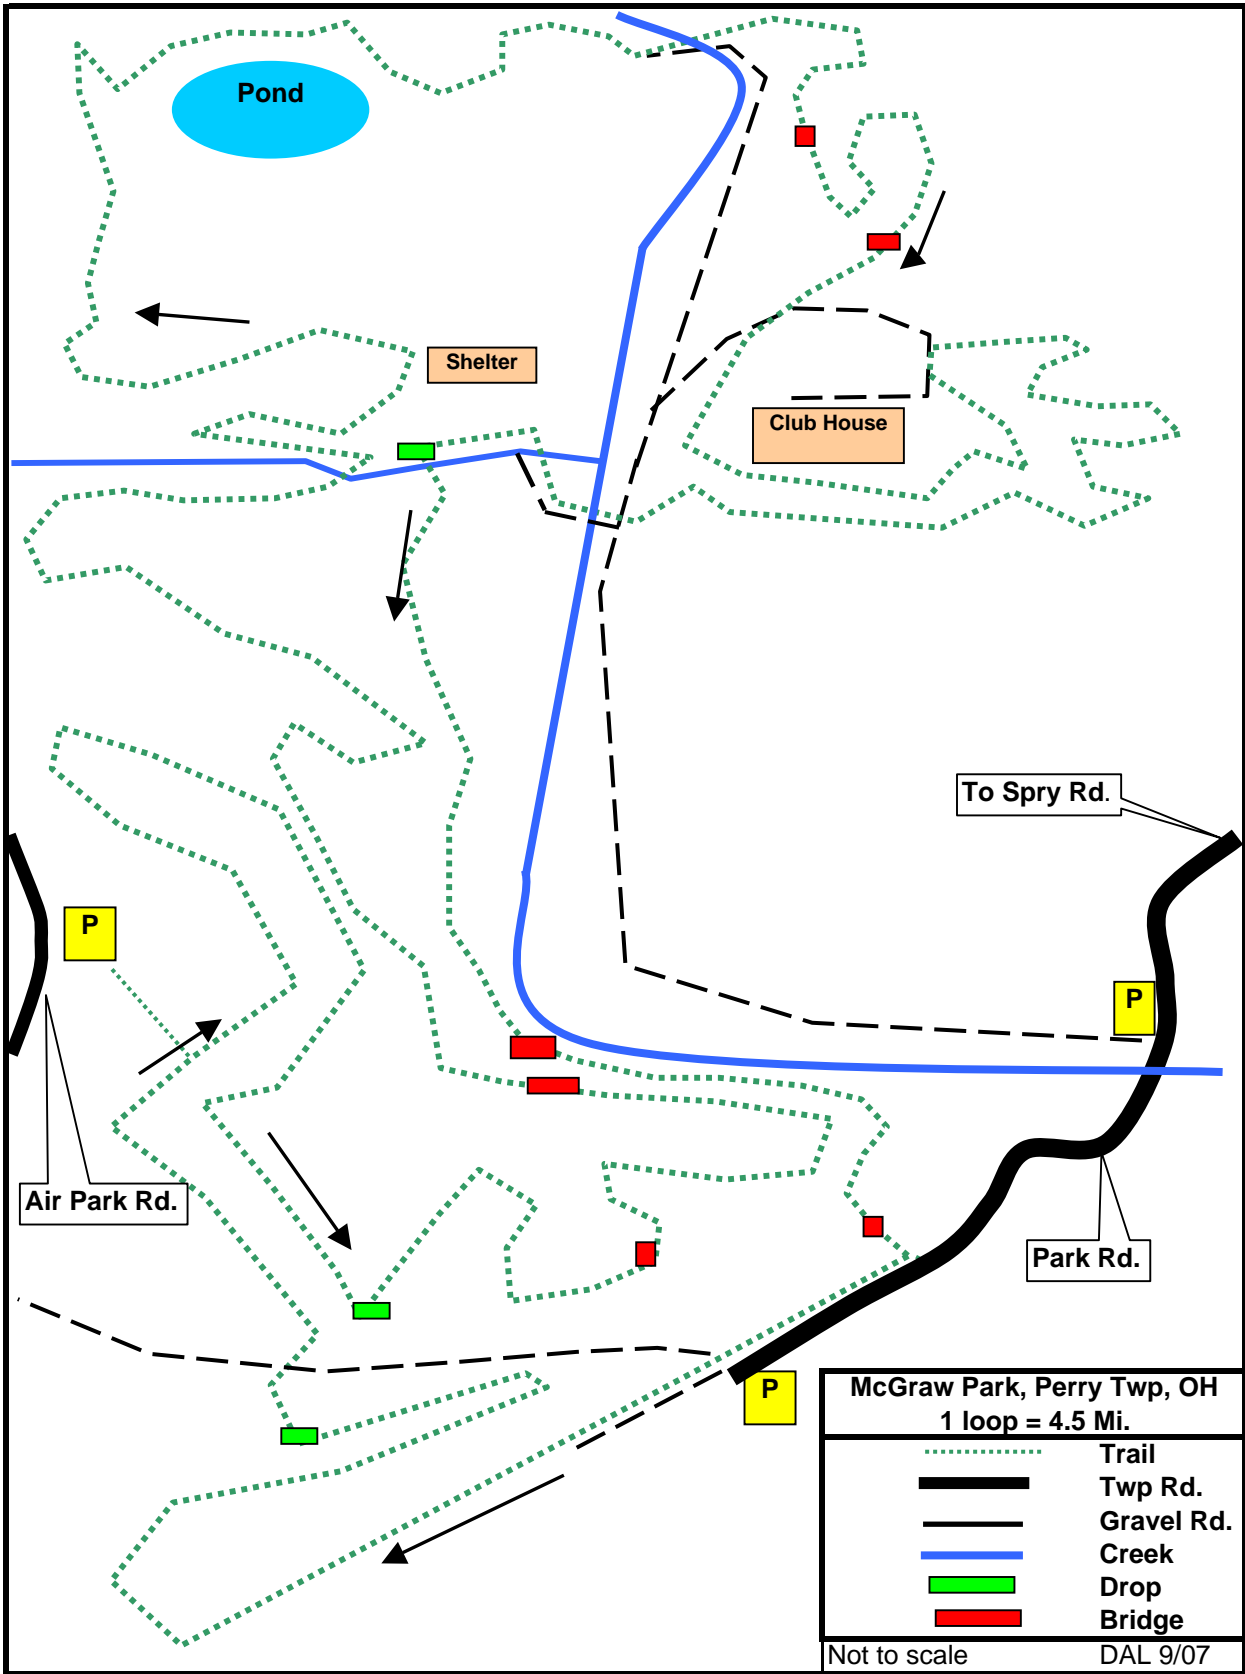 Pond
Shelter
Club House
To Spry Rd.
P
P
Air Park Rd.
Park Rd.
P
McGraw Park, Perry Twp, OH
1 loop = 4.5 Mi.
Trail
Twp Rd.
Gravel Rd.
Creek
Drop
Bridge
Not to scale DAL 9/07